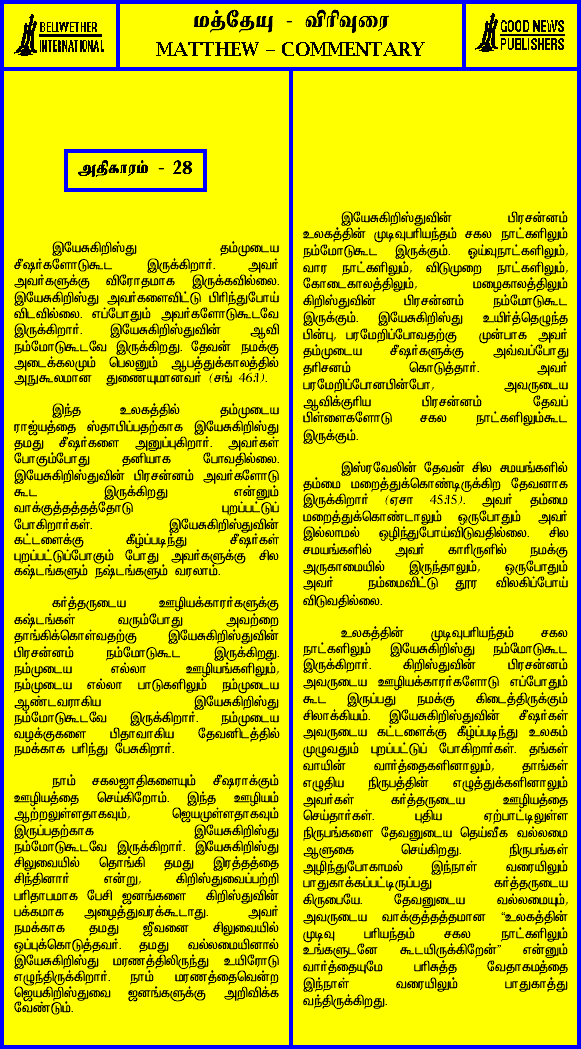 BELLWETHER
INTERNATIONAL
மத்தேயு - விரிவுரை
MATTHEW – COMMENTARY
GOOD NEWS
PUBLISHERS
அதிகாரம் - 28
இயேசுகிறிஸ்து தம்முடைய
சீஷர்களோடுகூட இருக்கிறார். அவர்
அவர்களுக்கு விரோதமாக இருக்கவில்லை.
இயேசுகிறிஸ்து அவர்களைவிட்டு பிரிந்துபோய்
விடவில்லை. எப்போதும் அவர்களோடுகூடவே
இருக்கிறார். இயேசுகிறிஸ்துவின் ஆவி
நம்மோடுகூடவே இருக்கிறது. தேவன் நமக்கு
அடைக்கலமும் பெலனும் ஆபத்துக்காலத்தில்
அநுகூலமான துணையுமானவர் (சங் 46:1).
இந்த உலகத்தில் தம்முடைய
ராஜ்யத்தை ஸ்தாபிப்பதற்காக இயேசுகிறிஸ்து
தமது சீஷர்களை அனுப்புகிறார். அவர்கள்
போகும்போது தனியாக போவதில்லை.
இயேசுகிறிஸ்துவின் பிரசன்னம் அவர்களோடு
கூட இருக்கிறது என்னும்
வாக்குத்தத்தத்தோடு புறப்பட்டுப்
போகிறார்கள். இயேசுகிறிஸ்துவின்
கட்டளைக்கு கீழ்ப்படிந்து சீஷர்கள்
புறப்பட்டுப்போகும் போது அவர்களுக்கு சில
கஷ்டங்களும் நஷ்டங்களும் வரலாம்.
கர்த்தருடைய ஊழியக்காரர்களுக்கு
கஷ்டங்கள் வரும்போது அவற்றை
தாங்கிக்கொள்வதற்கு இயேசுகிறிஸ்துவின்
பிரசன்னம் நம்மோடுகூட இருக்கிறது.
நம்முடைய எல்லா ஊழியங்களிலும்,
நம்முடைய எல்லா பாடுகளிலும் நம்முடைய
ஆண்டவராகிய இயேசுகிறிஸ்து
நம்மோடுகூடவே இருக்கிறார். நம்முடைய
வழக்குகளை பிதாவாகிய தேவனிடத்தில்
நமக்காக பரிந்து பேசுகிறார்.
நாம் சகலஜாதிகளையும் சீஷராக்கும்
ஊழியத்தை செய்கிறோம். இந்த ஊழியம்
ஆற்றலுள்ளதாகவும், ஜெயமுள்ளதாகவும்
இருப்பதற்காக இயேசுகிறிஸ்து
நம்மோடுகூடவே இருக்கிறார். இயேசுகிறிஸ்து
சிலுவையில் தொங்கி தமது இரத்தத்தை
சிந்தினார் என்று, கிறிஸ்துவைப்பற்றி
பரிதாபமாக பேசி ஜனங்களை கிறிஸ்துவின்
பக்கமாக அழைத்துவரக்கூடாது. அவர்
நமக்காக தமது ஜீவனை சிலுவையில்
ஒப்புக்கொடுத்தவர். தமது வல்லமையினால்
இயேசுகிறிஸ்து மரணத்திலிருந்து உயிரோடு
எழுந்திருக்கிறார். நாம் மரணத்தைவென்ற
ஜெயகிறிஸ்துவை ஜனங்களுக்கு அறிவிக்க
வேண்டும்.
இயேசுகிறிஸ்துவின் பிரசன்னம்
உலகத்தின் முடிவுபரியந்தம் சகல நாட்களிலும்
நம்மோடுகூட இருக்கும். ஓய்வுநாட்களிலும்,
வார நாட்களிலும், விடுமுறை நாட்களிலும்,
கோடைகாலத்திலும், மழைகாலத்திலும்
கிறிஸ்துவின் பிரசன்னம் நம்மோடுகூட
இருக்கும். இயேசுகிறிஸ்து உயிர்த்தெழுந்த
பின்பு, பரமேறிப்போவதற்கு முன்பாக அவர்
தம்முடைய சீஷர்களுக்கு அவ்வப்போது
தரிசனம் கொடுத்தார். அவர்
பரமேறிப்போனபின்போ, அவருடைய
ஆவிக்குரிய பிரசன்னம் தேவப்
பிள்ளைகளோடு சகல நாட்களிலும்கூட
இருக்கும்.
இஸ்ரவேலின் தேவன் சில சமயங்களில்
தம்மை மறைத்துக்கொண்டிருக்கிற தேவனாக
இருக்கிறார் (ஏசா 45:15). அவர் தம்மை
மறைத்துக்கொண்டாலும் ஒருபோதும் அவர்
இல்லாமல் ஒழிந்துபோய்விடுவதில்லை. சில
சமயங்களில் அவர் காரிருளில் நமக்கு
அருகாமையில் இருந்தாலும், ஒருபோதும்
அவர் நம்மைவிட்டு தூர விலகிப்போய்
விடுவதில்லை.
உலகத்தின் முடிவுபரியந்தம் சகல
நாட்களிலும் இயேசுகிறிஸ்து நம்மோடுகூட
இருக்கிறார். கிறிஸ்துவின் பிரசன்னம்
அவருடைய ஊழியக்காரர்களோடு எப்போதும்
கூட இருப்பது நமக்கு கிடைத்திருக்கும்
சிலாக்கியம். இயேசுகிறிஸ்துவின் சீஷர்கள்
அவருடைய கட்டளைக்கு கீழ்ப்படிந்து உலகம்
முழுவதும் புறப்பட்டுப் போகிறார்கள். தங்கள்
வாயின் வார்த்தைகளினாலும், தாங்கள்
எழுதிய நிருபத்தின் எழுத்துக்களினாலும்
அவர்கள் கர்த்தருடைய ஊழியத்தை
செய்தார்கள். புதிய ஏற்பாட்டிலுள்ள
நிருபங்களை தேவனுடைய தெய்வீக வல்லமை
ஆளுகை செய்கிறது. நிருபங்கள்
அழிந்துபோகாமல் இந்நாள் வரையிலும்
பாதுகாக்கப்பட்டிருப்பது கர்த்தருடைய
கிருபையே. தேவனுடைய வல்லமையும்,
அவருடைய வாக்குத்தத்தமான “உலகத்தின்
முடிவு பரியந்தம் சகல நாட்களிலும்
உங்களுடனே கூடயிருக்கிறேன்” என்னும்
வார்த்தையுமே பரிசுத்த வேதாகமத்தை
இந்நாள் வரையிலும் பாதுகாத்து
வந்திருக்கிறது.